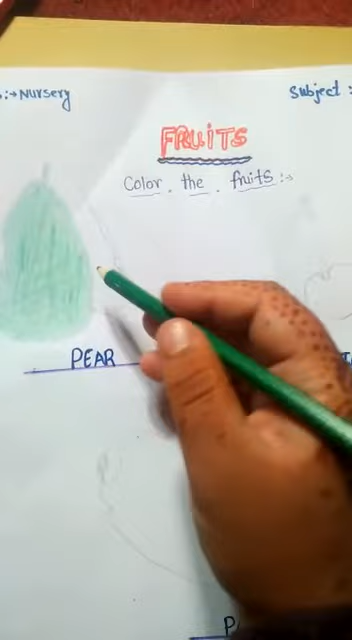 :→ Nursery
Subject :
FRUITS
Color the fruits :→
PEAR